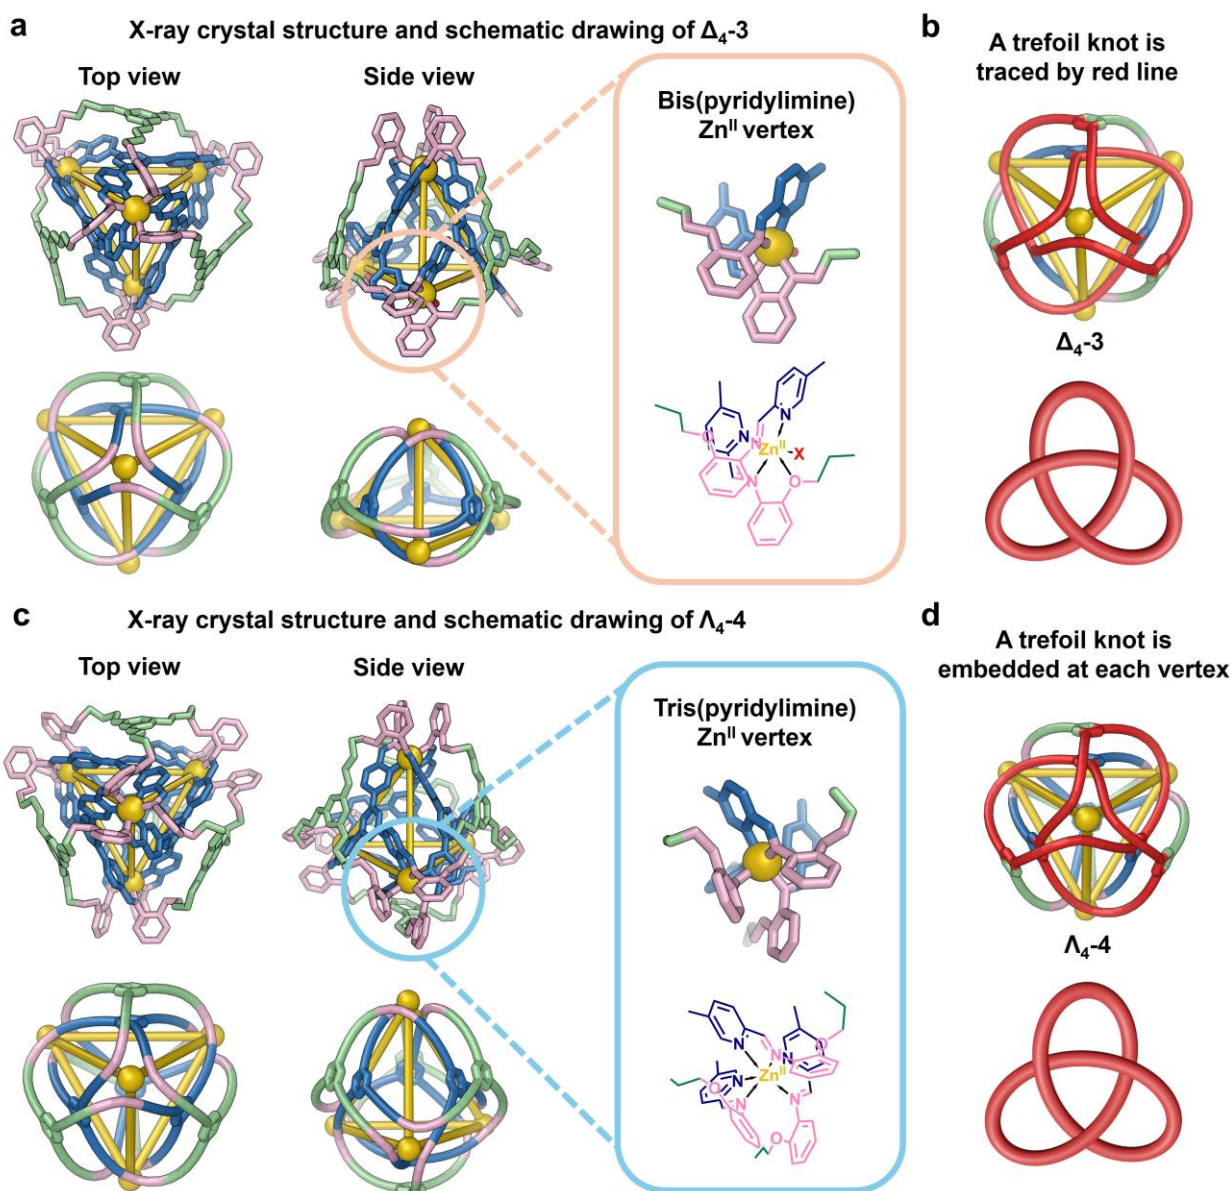 a
X-ray crystal structure and schematic drawing of Δ₄-3
Top view
Side view
Bis(pyridylimine)
Znᴵᴵ vertex
N
N
O
N
Znᴵᴵ
X
N
O
b
A trefoil knot is
traced by red line
Δ₄-3
c
X-ray crystal structure and schematic drawing of Λ₄-4
Top view
Side view
Tris(pyridylimine)
Znᴵᴵ vertex
N
N
O
Znᴵᴵ
N
O
N
N
O
d
A trefoil knot is
embedded at each vertex
Λ₄-4